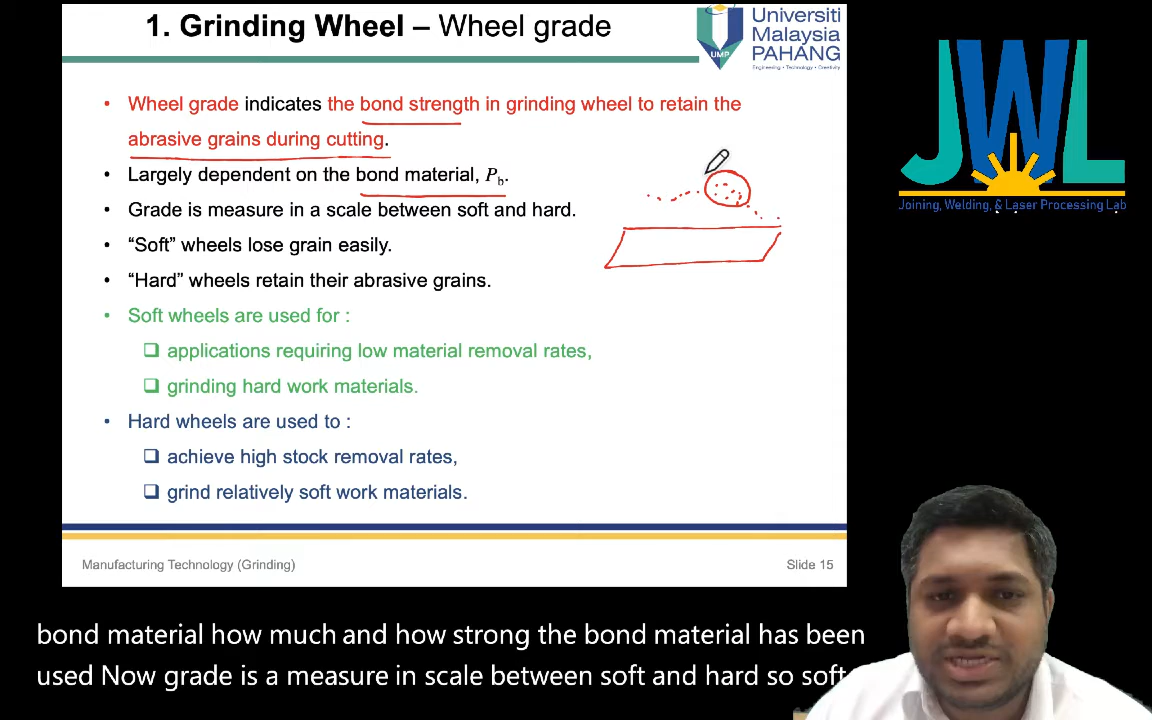 1. Grinding Wheel – Wheel grade
Universiti
Malaysia
PAHANG
Engineering • Technology • Creativity
UMP
• Wheel grade indicates the bond strength in grinding wheel to retain the
abrasive grains during cutting.
• Largely dependent on the bond material, Pb.
• Grade is measure in a scale between soft and hard.
• “Soft” wheels lose grain easily.
• “Hard” wheels retain their abrasive grains.
• Soft wheels are used for :
❑ applications requiring low material removal rates,
❑ grinding hard work materials.
• Hard wheels are used to :
❑ achieve high stock removal rates,
❑ grind relatively soft work materials.
Manufacturing Technology (Grinding)
Slide 15
JWL
Joining, Welding, & Laser Processing Lab
bond material how much and how strong the bond material has been
used Now grade is a measure in scale between soft and hard so soft